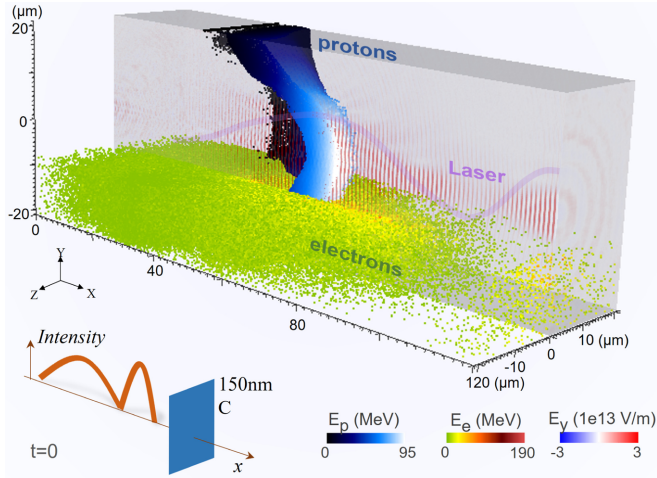 20 (μm)
protons
0
Laser
-20
electrons
0
40
80
120 (μm)
-10
0
10 (μm)
Y
Z
X
Intensity
150nm
C
x
t=0
E_p (MeV)
E_e (MeV)
E_y (1e13 V/m)
0
95
0
190
-3
3